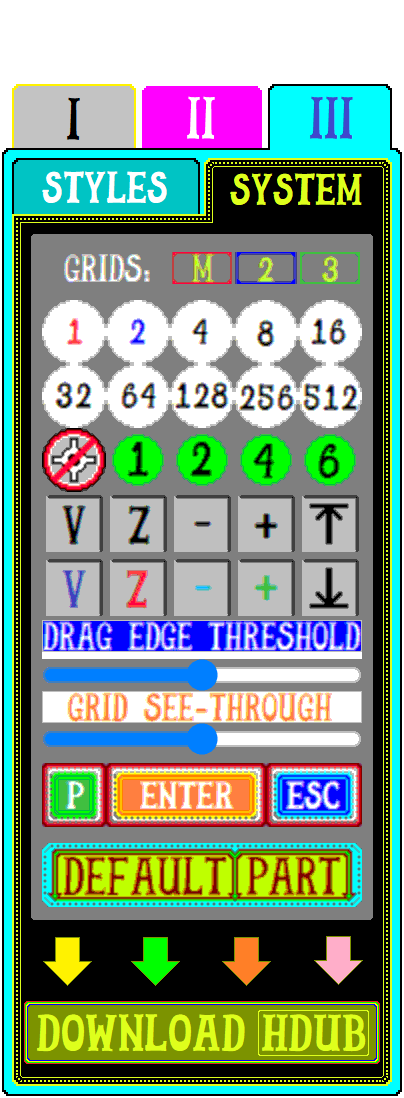 I II III
STYLES SYSTEM
GRIDS: M 2 3
1 2 4 8 16
32 64 128 256 512
1 2 4 6
V Z - +
V Z - +
DRAG EDGE THRESHOLD
GRID SEE-THROUGH
P ENTER ESC
DEFAULT PART
DOWNLOAD HDUB